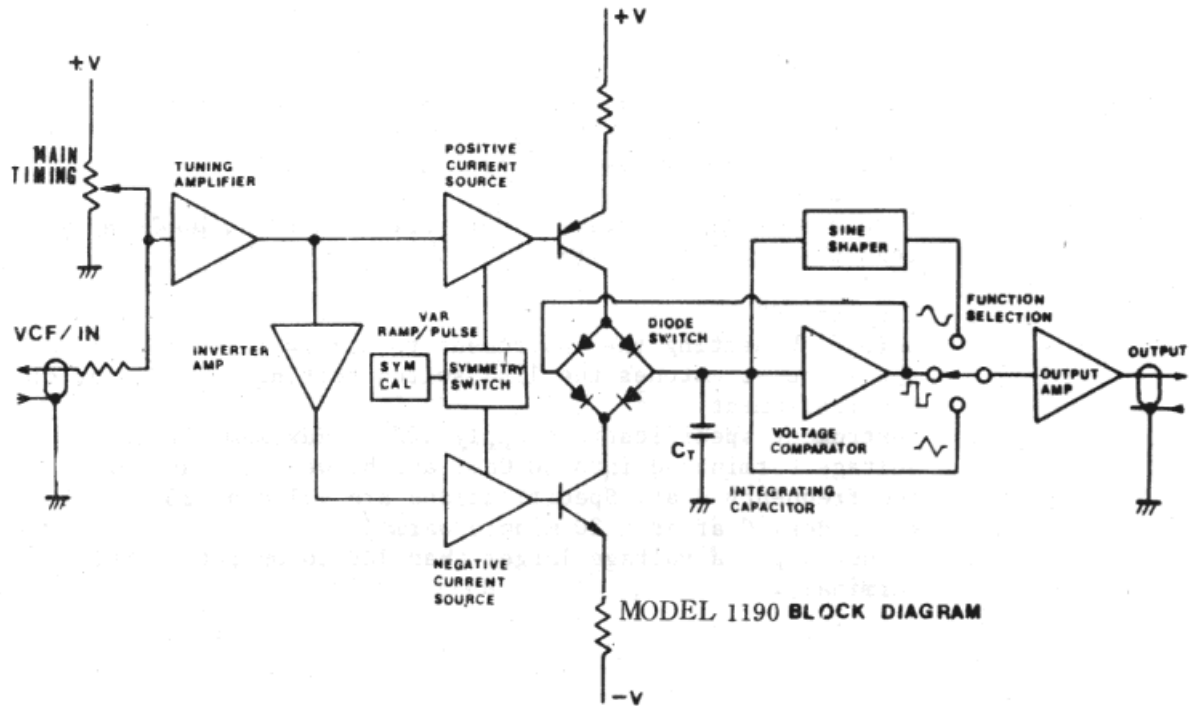 +V
+V
MAIN
TIMING
TUNING
AMPLIFIER
POSITIVE
CURRENT
SOURCE
SINE
SHAPER
VCF/IN
VAR
RAMP/PULSE
DIODE
SWITCH
FUNCTION
SELECTION
INVERTER
AMP
SYM
CAL
SYMMETRY
SWITCH
OUTPUT
AMP
OUTPUT
CT
VOLTAGE
COMPARATOR
INTEGRATING
CAPACITOR
NEGATIVE
CURRENT
SOURCE
MODEL 1190 BLOCK DIAGRAM
-V